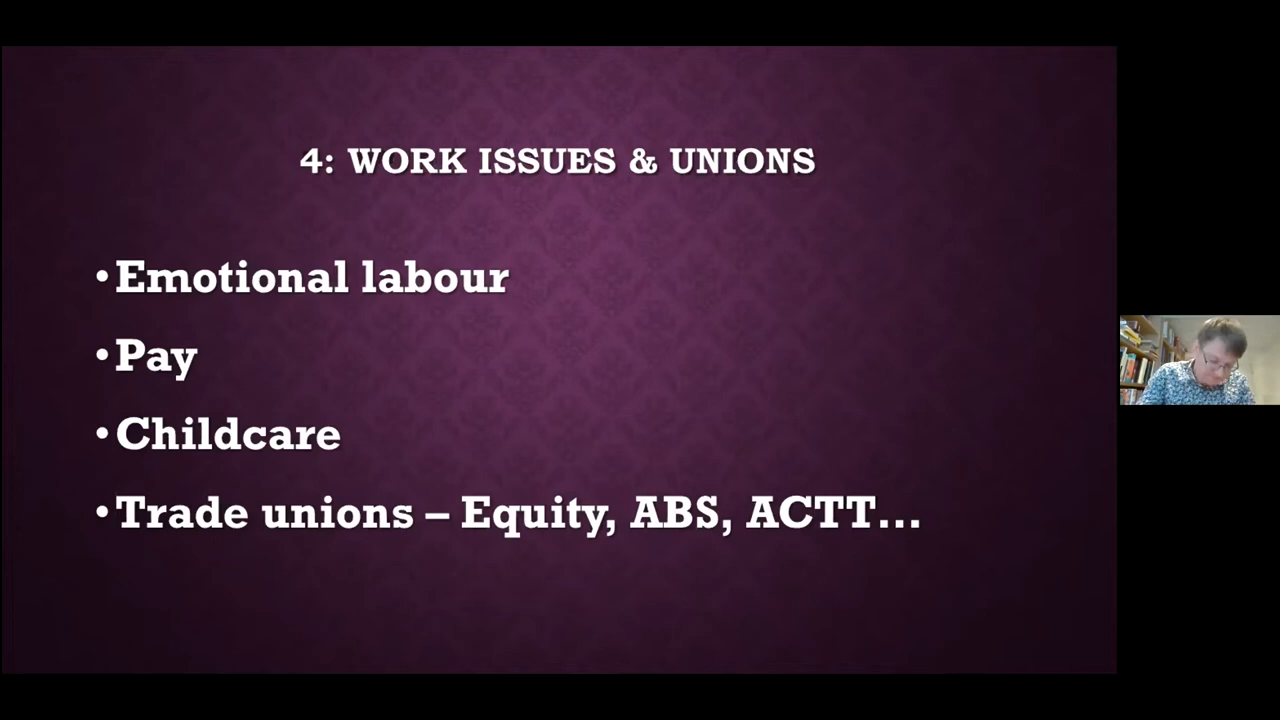 4: WORK ISSUES & UNIONS
•Emotional labour
•Pay
•Childcare
•Trade unions – Equity, ABS, ACTT...